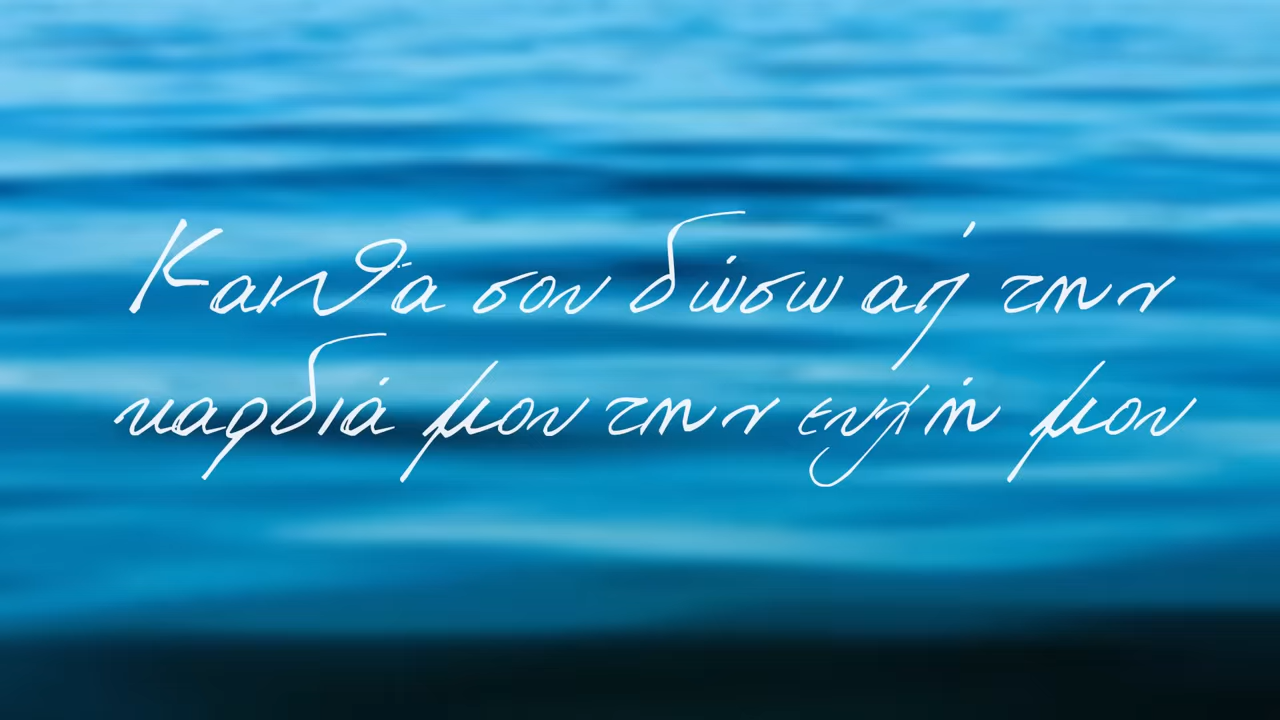 Και θα σου δώσω απ' την
καρδιά μου την ευχή μου